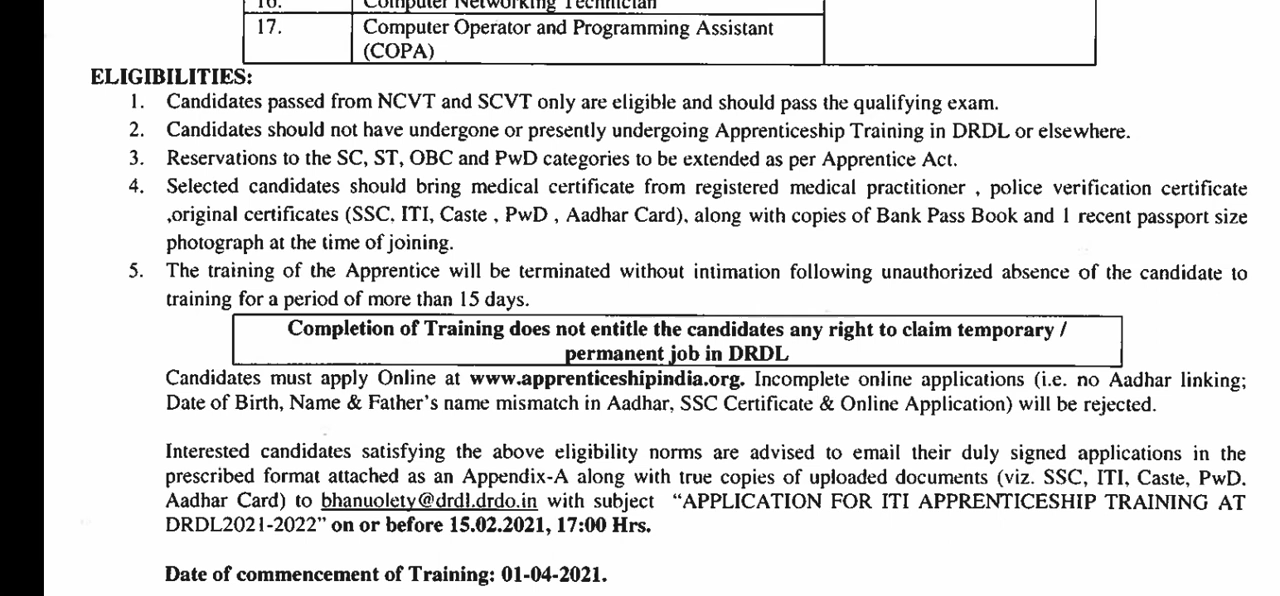 16. Computer Networking Technician
17. Computer Operator and Programming Assistant
(COPA)
ELIGIBILITIES:
1. Candidates passed from NCVT and SCVT only are eligible and should pass the qualifying exam.
2. Candidates should not have undergone or presently undergoing Apprenticeship Training in DRDL or elsewhere.
3. Reservations to the SC, ST, OBC and PwD categories to be extended as per Apprentice Act.
4. Selected candidates should bring medical certificate from registered medical practitioner , police verification certificate
,original certificates (SSC, ITI, Caste , PwD , Aadhar Card), along with copies of Bank Pass Book and 1 recent passport size
photograph at the time of joining.
5. The training of the Apprentice will be terminated without intimation following unauthorized absence of the candidate to
training for a period of more than 15 days.
Completion of Training does not entitle the candidates any right to claim temporary /
permanent job in DRDL
Candidates must apply Online at www.apprenticeshipindia.org. Incomplete online applications (i.e. no Aadhar linking;
Date of Birth, Name & Father's name mismatch in Aadhar, SSC Certificate & Online Application) will be rejected.
Interested candidates satisfying the above eligibility norms are advised to email their duly signed applications in the
prescribed format attached as an Appendix-A along with true copies of uploaded documents (viz. SSC, ITI, Caste, PwD.
Aadhar Card) to bhanuolety@drdl.drdo.in with subject "APPLICATION FOR ITI APPRENTICESHIP TRAINING AT
DRDL2021-2022" on or before 15.02.2021, 17:00 Hrs.
Date of commencement of Training: 01-04-2021.